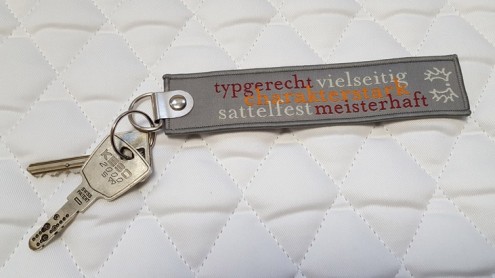 typgerecht vielseitig
charakterstark
sattelfest meisterhaft